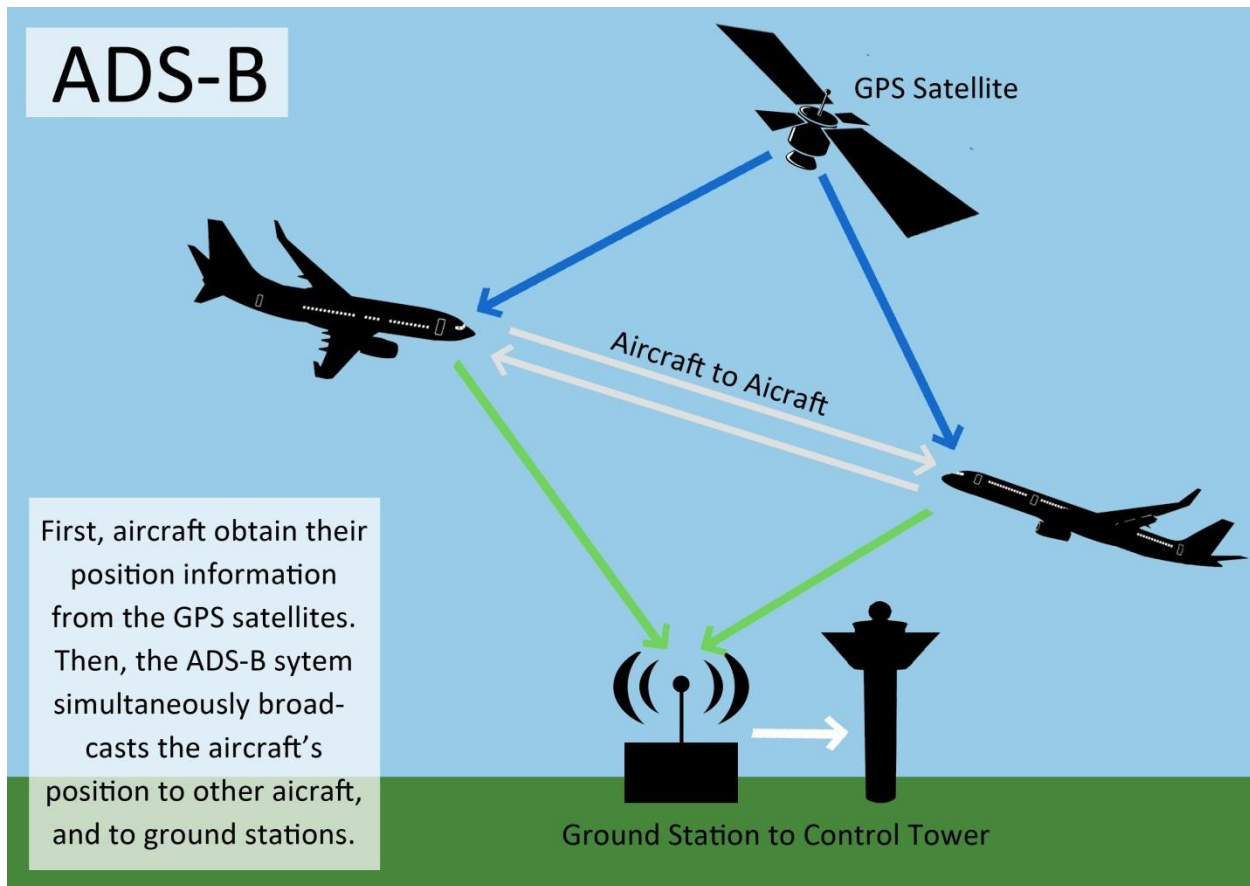 ADS-B
GPS Satellite
Aircraft to Aicraft
First, aircraft obtain their
position information
from the GPS satellites.
Then, the ADS-B sytem
simultaneously broad-
casts the aircraft’s
position to other aicraft,
and to ground stations.
Ground Station to Control Tower